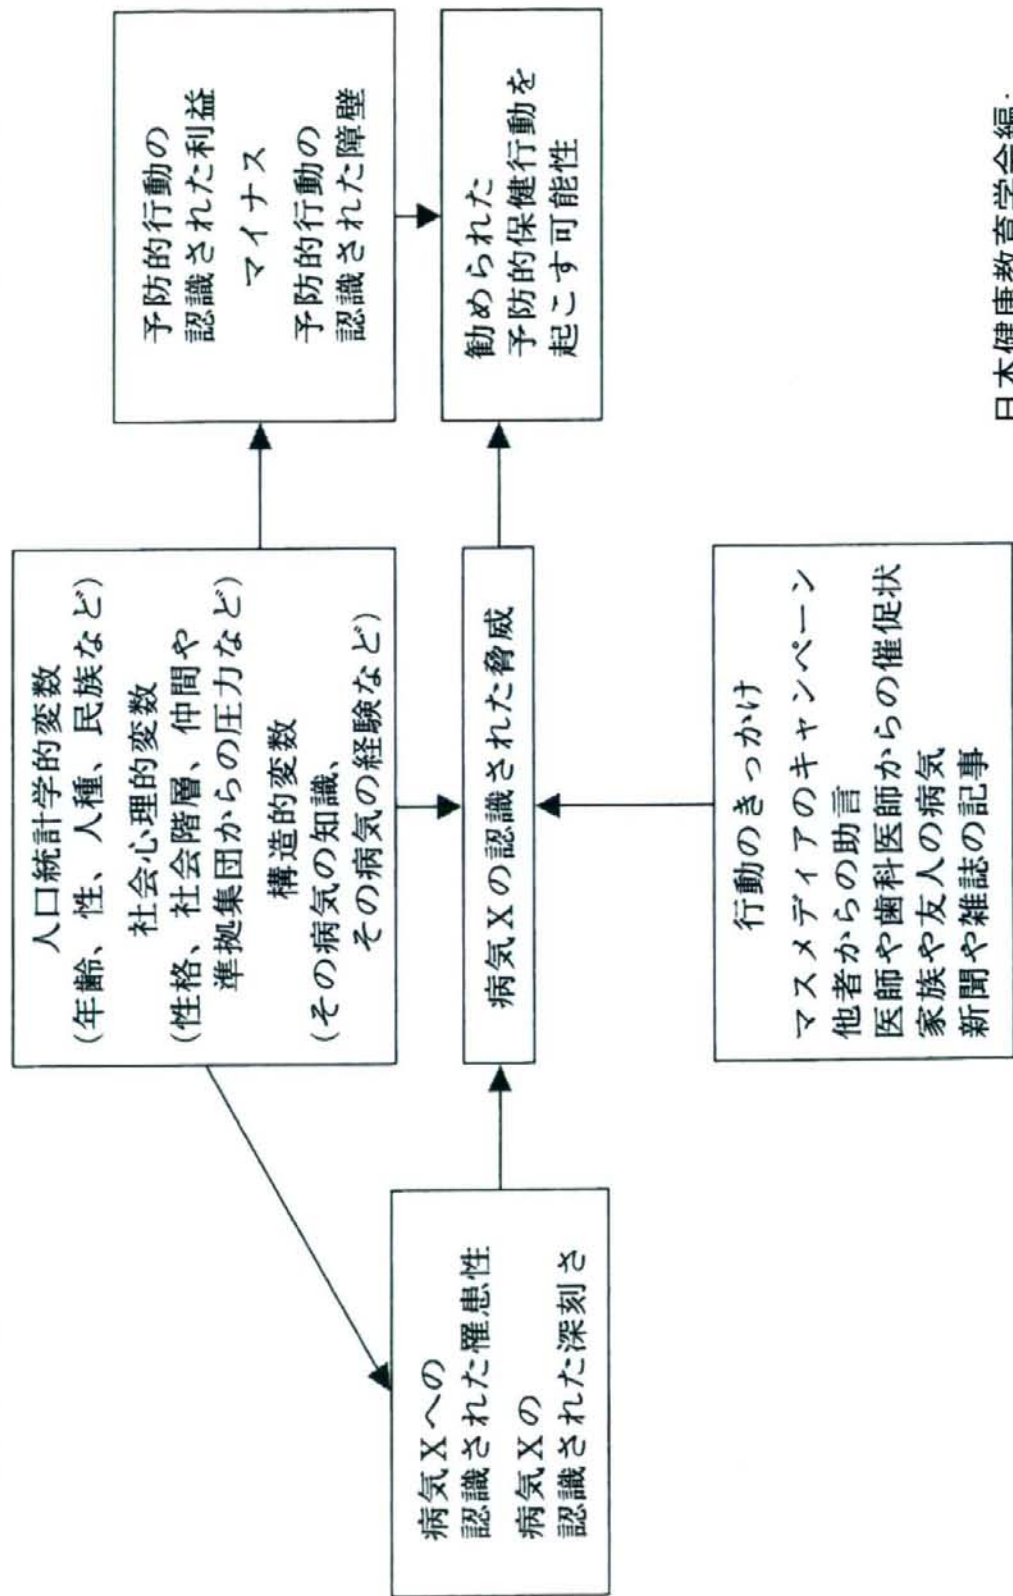 人口統計学的変数
(年齢、性、人種、民族など)
社会心理的変数
(性格、社会階層、仲間や
準拠集団からの圧力など)
構造的変数
(その病気の知識、
その病気の経験など)
予防的行動の
認識された利益
マイナス
予防的行動の
認識された障壁
病気Xへの
認識された罹患性
病気Xの
認識された深刻さ
病気Xの認識された脅威
勧められた
予防的保健行動を
起こす可能性
行動のきっかけ
マスメディアのキャンペーン
他者からの助言
医師や歯科医師からの催促状
家族や友人の病気
新聞や雑誌の記事
日本健康教育学会編: